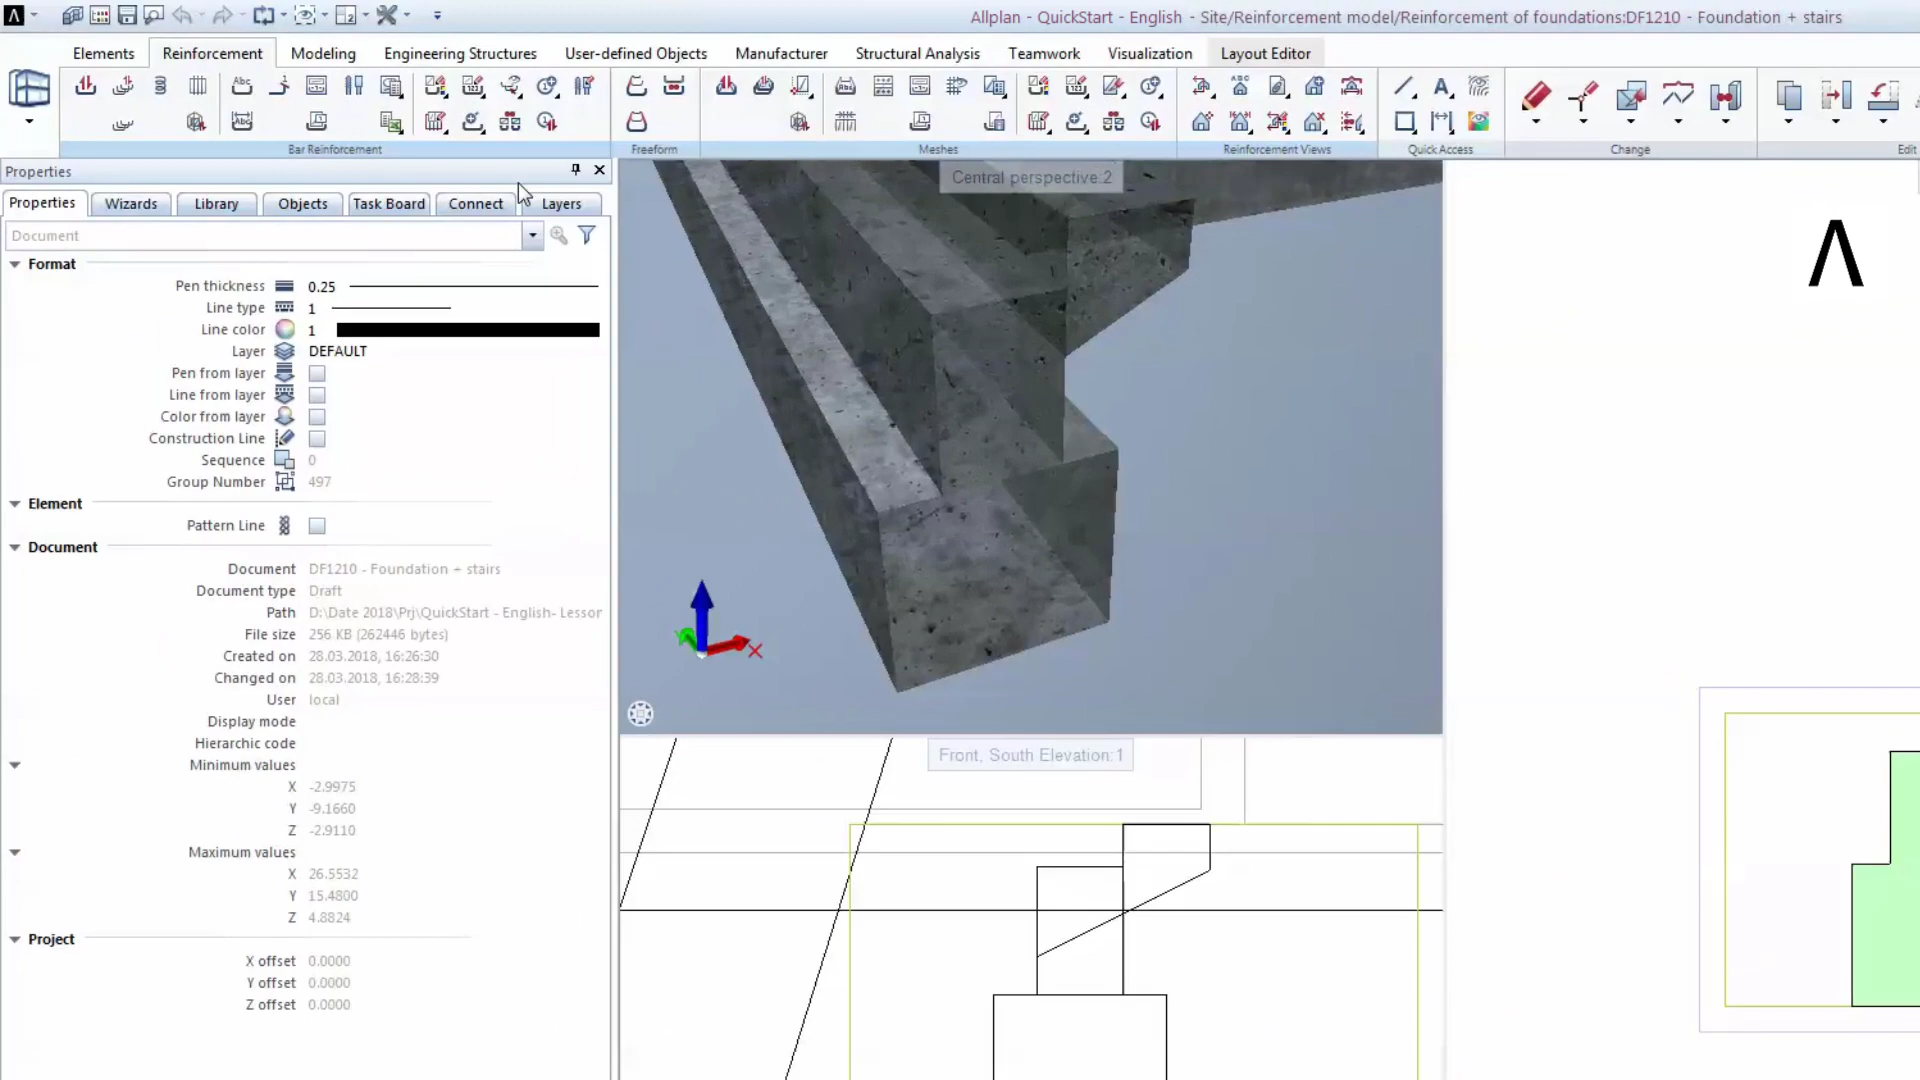 Allplan - QuickStart - English - Site/Reinforcement model/Reinforcement of foundations:DF1210 - Foundation + stairs
Elements Reinforcement Modeling Engineering Structures User-defined Objects Manufacturer Structural Analysis Teamwork Visualization Layout Editor
Bar Reinforcement Freeform Meshes Reinforcement Views Quick Access Change Edit
Properties
Properties Wizards Library Objects Task Board Connect Layers
Document
Central perspective:2
Format
Pen thickness 0.25
Line type 1
Line color 1
Layer DEFAULT
Pen from layer
Line from layer
Color from layer
Construction Line
Sequence 0
Group Number 497
Element
Pattern Line
Document
Document DF1210 - Foundation + stairs
Document type Draft
Path D:\Date 2018\Prj\QuickStart - English- Lessor
File size 256 KB (262446 bytes)
Created on 28.03.2018, 16:26:30
Changed on 28.03.2018, 16:28:39
User local
Display mode
Hierarchic code
Minimum values
X -2.9975
Y -9.1660
Z -2.9110
Maximum values
X 26.5532
Y 15.4800
Z 4.8824
Project
X offset 0.0000
Y offset 0.0000
Z offset 0.0000
Front, South Elevation:1